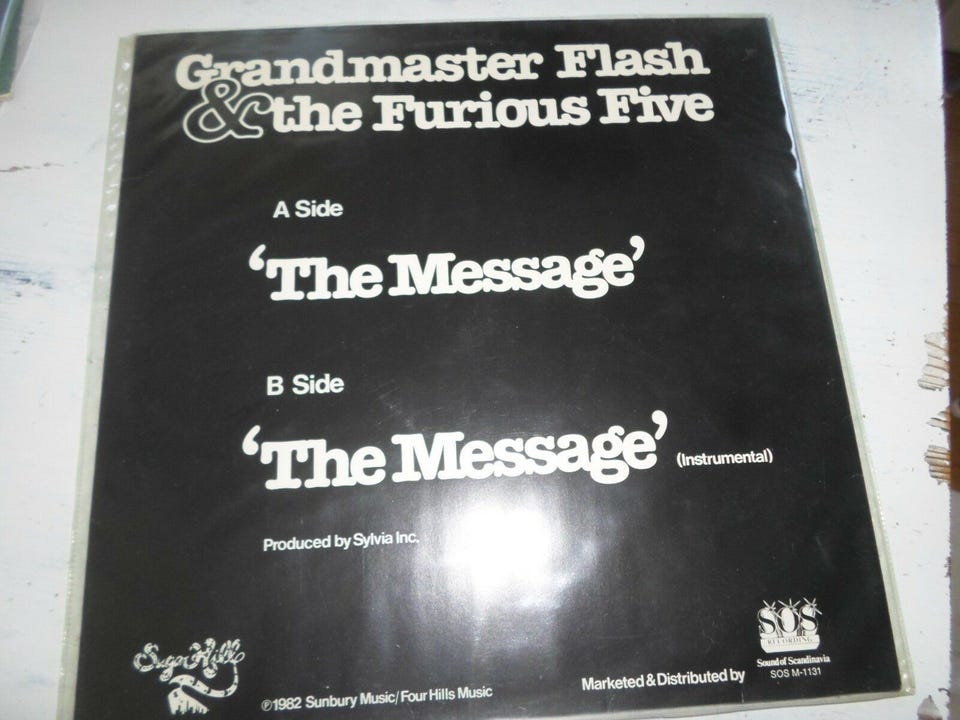 Grandmaster Flash
& the Furious Five
A Side
‘The Message’
B Side
‘The Message’ (Instrumental)
Produced by Sylvia Inc.
Sugar Hill
℗1982 Sunbury Music/Four Hills Music
Marketed & Distributed by
SOS
RECORDING
Sound of Scandinavia
SOS M-1131